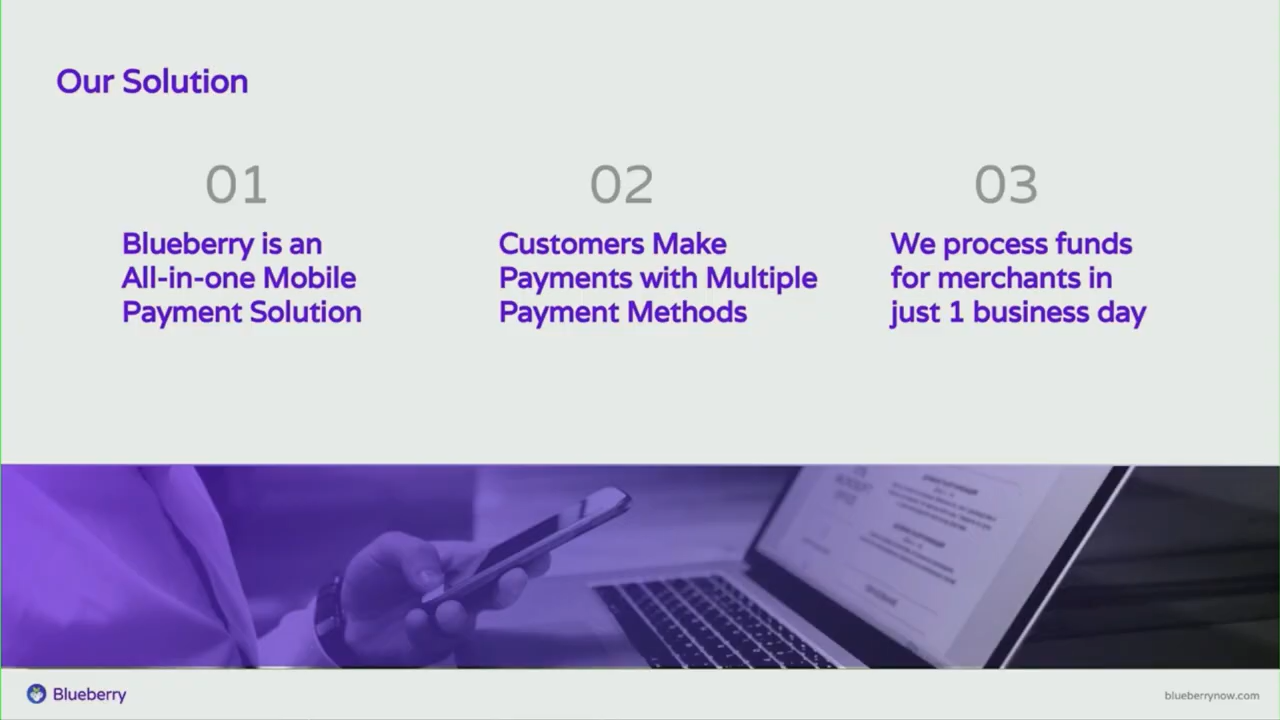 Our Solution
01
Blueberry is an
All-in-one Mobile
Payment Solution
02
Customers Make
Payments with Multiple
Payment Methods
03
We process funds
for merchants in
just 1 business day
Blueberry
blueberrynow.com